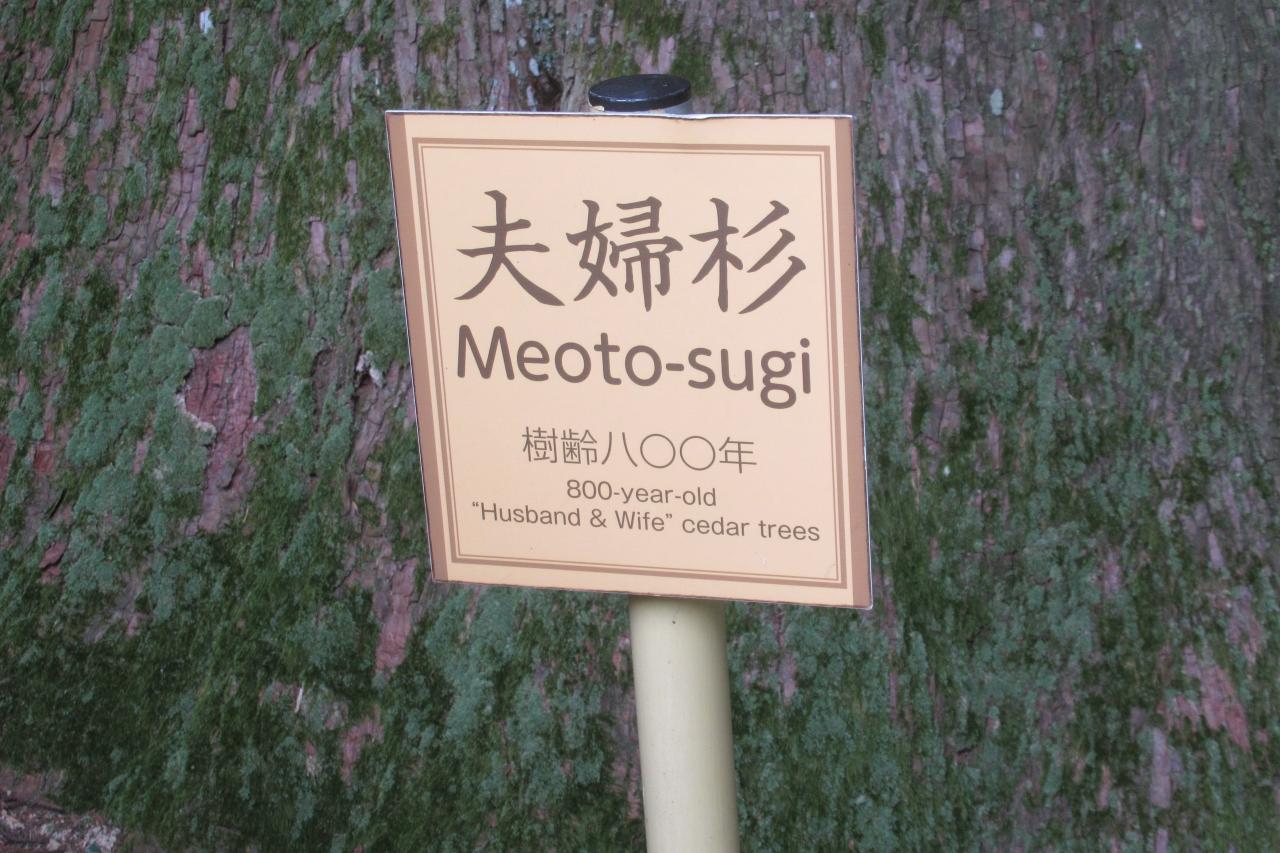 夫婦杉
Meoto-sugi
樹齢八〇〇年
800-year-old
“Husband & Wife” cedar trees